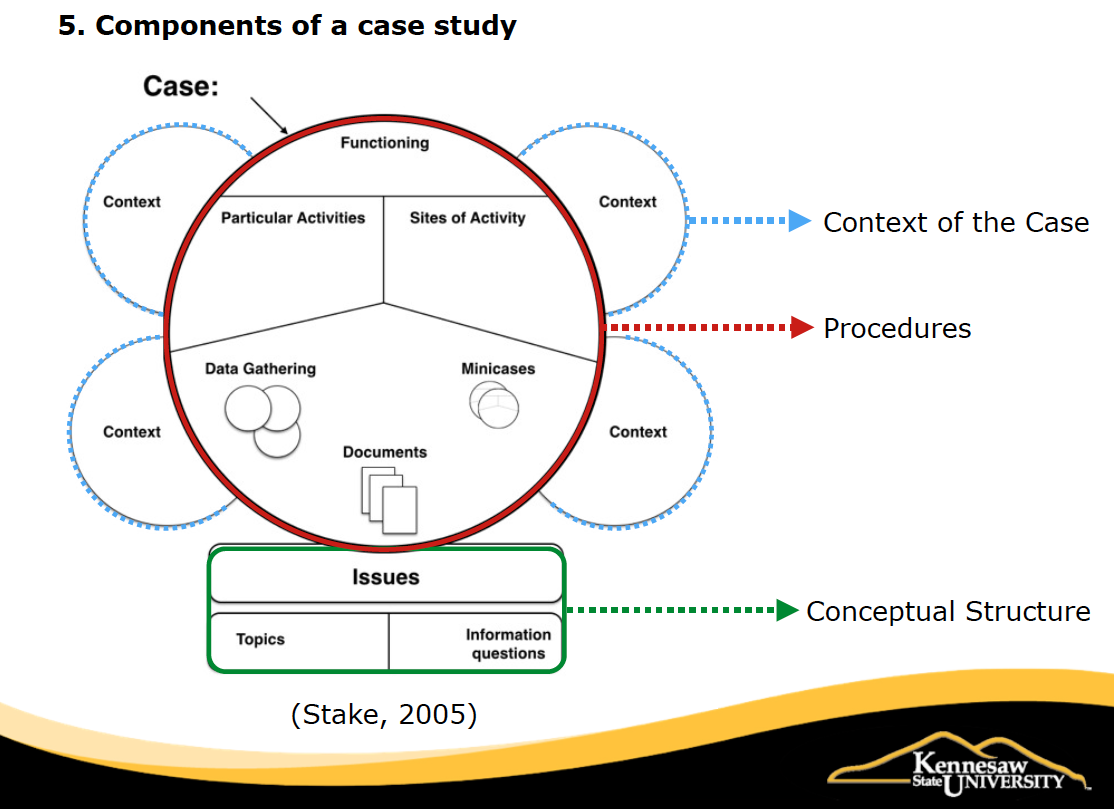 5. Components of a case study
Case:
Functioning
Context
Context
Particular Activities
Sites of Activity
Context of the Case
Procedures
Data Gathering
Minicases
Context
Context
Documents
Issues
Conceptual Structure
Topics
Information
questions
(Stake, 2005)
Kennesaw
State UNIVERSITY